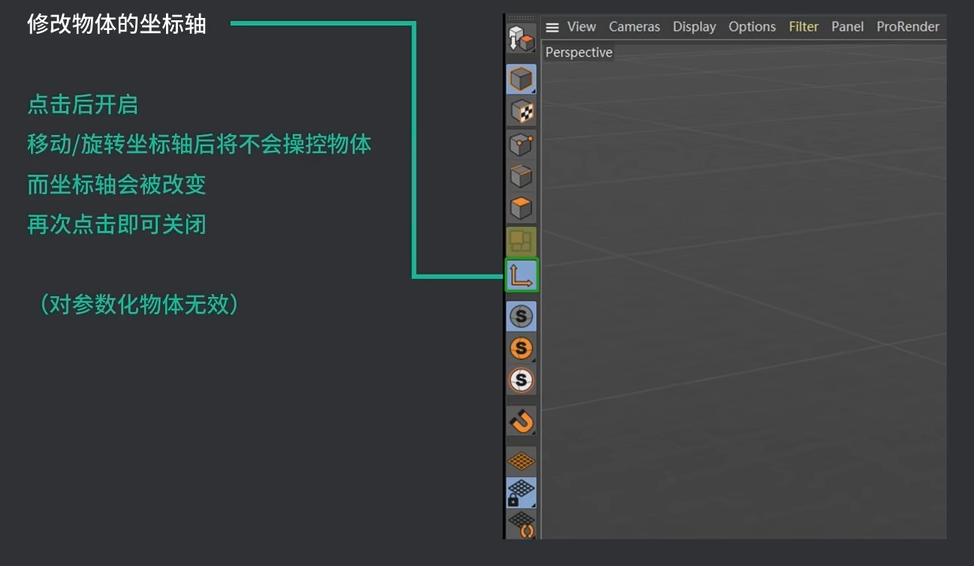 修改物体的坐标轴
点击后开启
移动/旋转坐标轴后将不会操控物体
而坐标轴会被改变
再次点击即可关闭
（对参数化物体无效）
View Cameras Display Options Filter Panel ProRender
Perspective
S
S
S